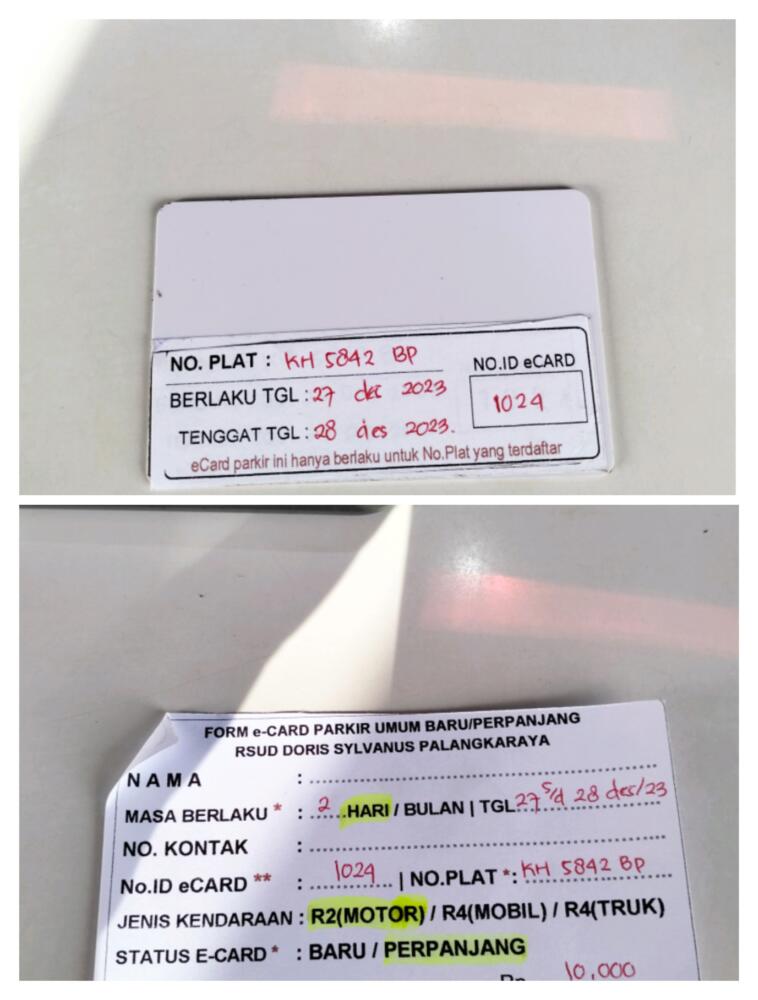 NO. PLAT : KH 5842 BP
BERLAKU TGL : 27 des 2023
TENGGAT TGL : 28 des 2023.
NO.ID eCARD
1024
eCard parkir ini hanya berlaku untuk No.Plat yang terdaftar
FORM e-CARD PARKIR UMUM BARU/PERPANJANG
RSUD DORIS SYLVANUS PALANGKARAYA
NAMA :
MASA BERLAKU * : 2 HARI / BULAN | TGL 27 s/d 28 des/23
NO. KONTAK :
No.ID eCARD ** : 1024 | NO.PLAT *: KH 5842 BP
JENIS KENDARAAN : R2(MOTOR) / R4(MOBIL) / R4(TRUK)
STATUS E-CARD * : BARU / PERPANJANG
Rp 10,000